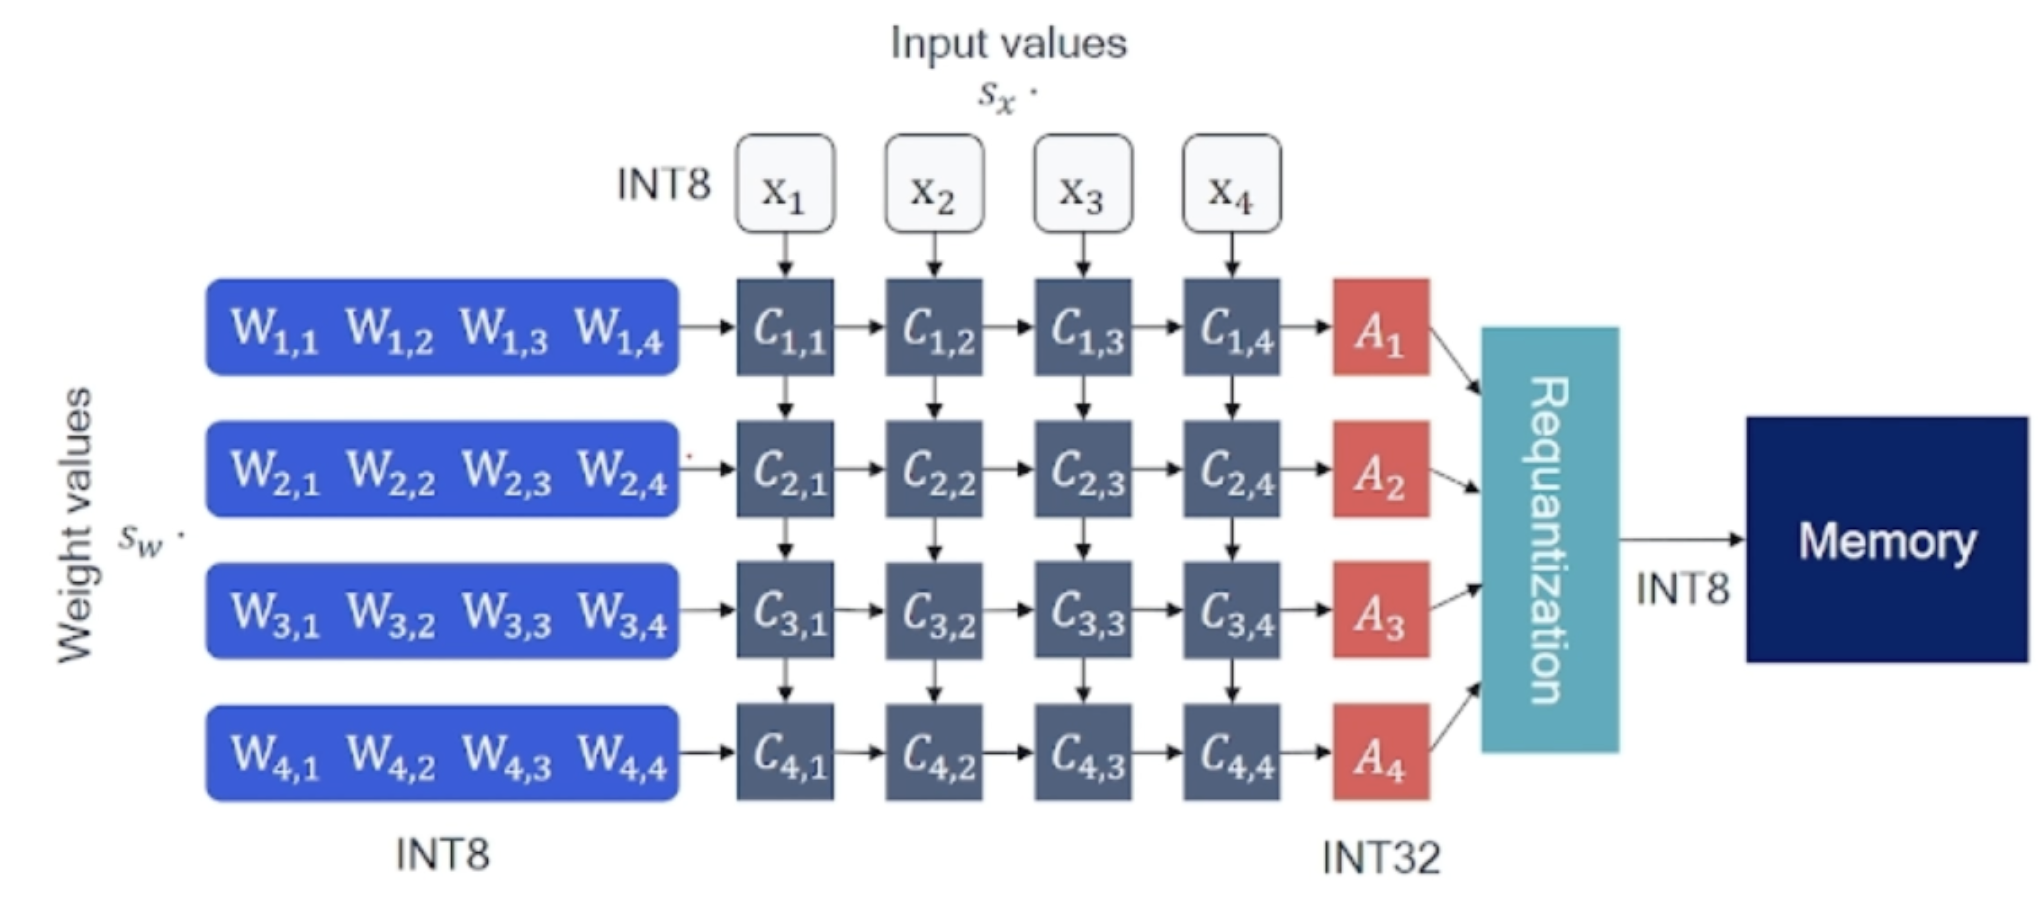 Input values
s_x ·
INT8 x₁ x₂ x₃ x₄
W₁,₁ W₁,₂ W₁,₃ W₁,₄ C₁,₁ C₁,₂ C₁,₃ C₁,₄ A₁
W₂,₁ W₂,₂ W₂,₃ W₂,₄ C₂,₁ C₂,₂ C₂,₃ C₂,₄ A₂
Weight values
s_w ·
W₃,₁ W₃,₂ W₃,₃ W₃,₄ C₃,₁ C₃,₂ C₃,₃ C₃,₄ A₃
W₄,₁ W₄,₂ W₄,₃ W₄,₄ C₄,₁ C₄,₂ C₄,₃ C₄,₄ A₄
INT8
INT32
Requantization
INT8
Memory